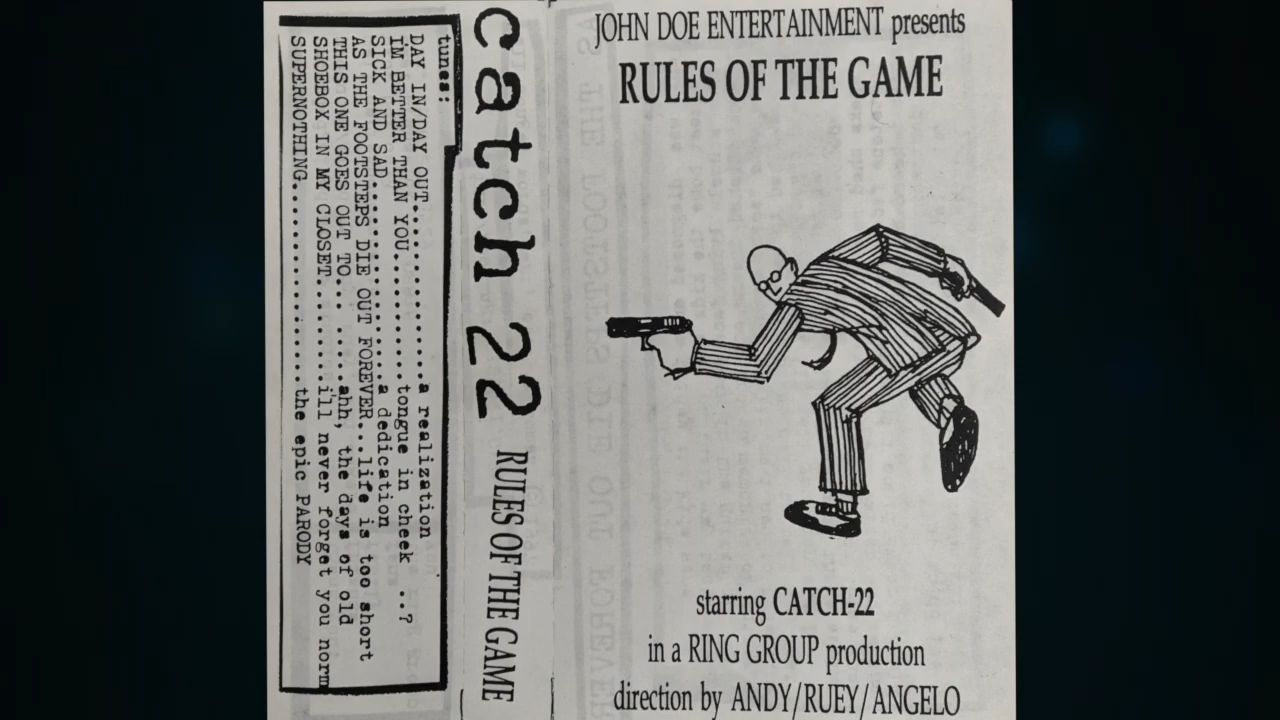 tunes:
DAY IN/DAY OUT..............a realization
I'M BETTER THAN YOU...........tongue in cheek ..?
SICK AND SAD................a dedication
AS THE FOOTSTEPS DIE OUT FOREVER...life is too short
THIS ONE GOES OUT TO... .....ahh, the days of old
SHOEBOX IN MY CLOSET........i'll never forget you norm
SUPERNOTHING................the epic PARODY
catch 22 RULES OF THE GAME
JOHN DOE ENTERTAINMENT presents
RULES OF THE GAME
starring CATCH-22
in a RING GROUP production
direction by ANDY/RUEY/ANGELO